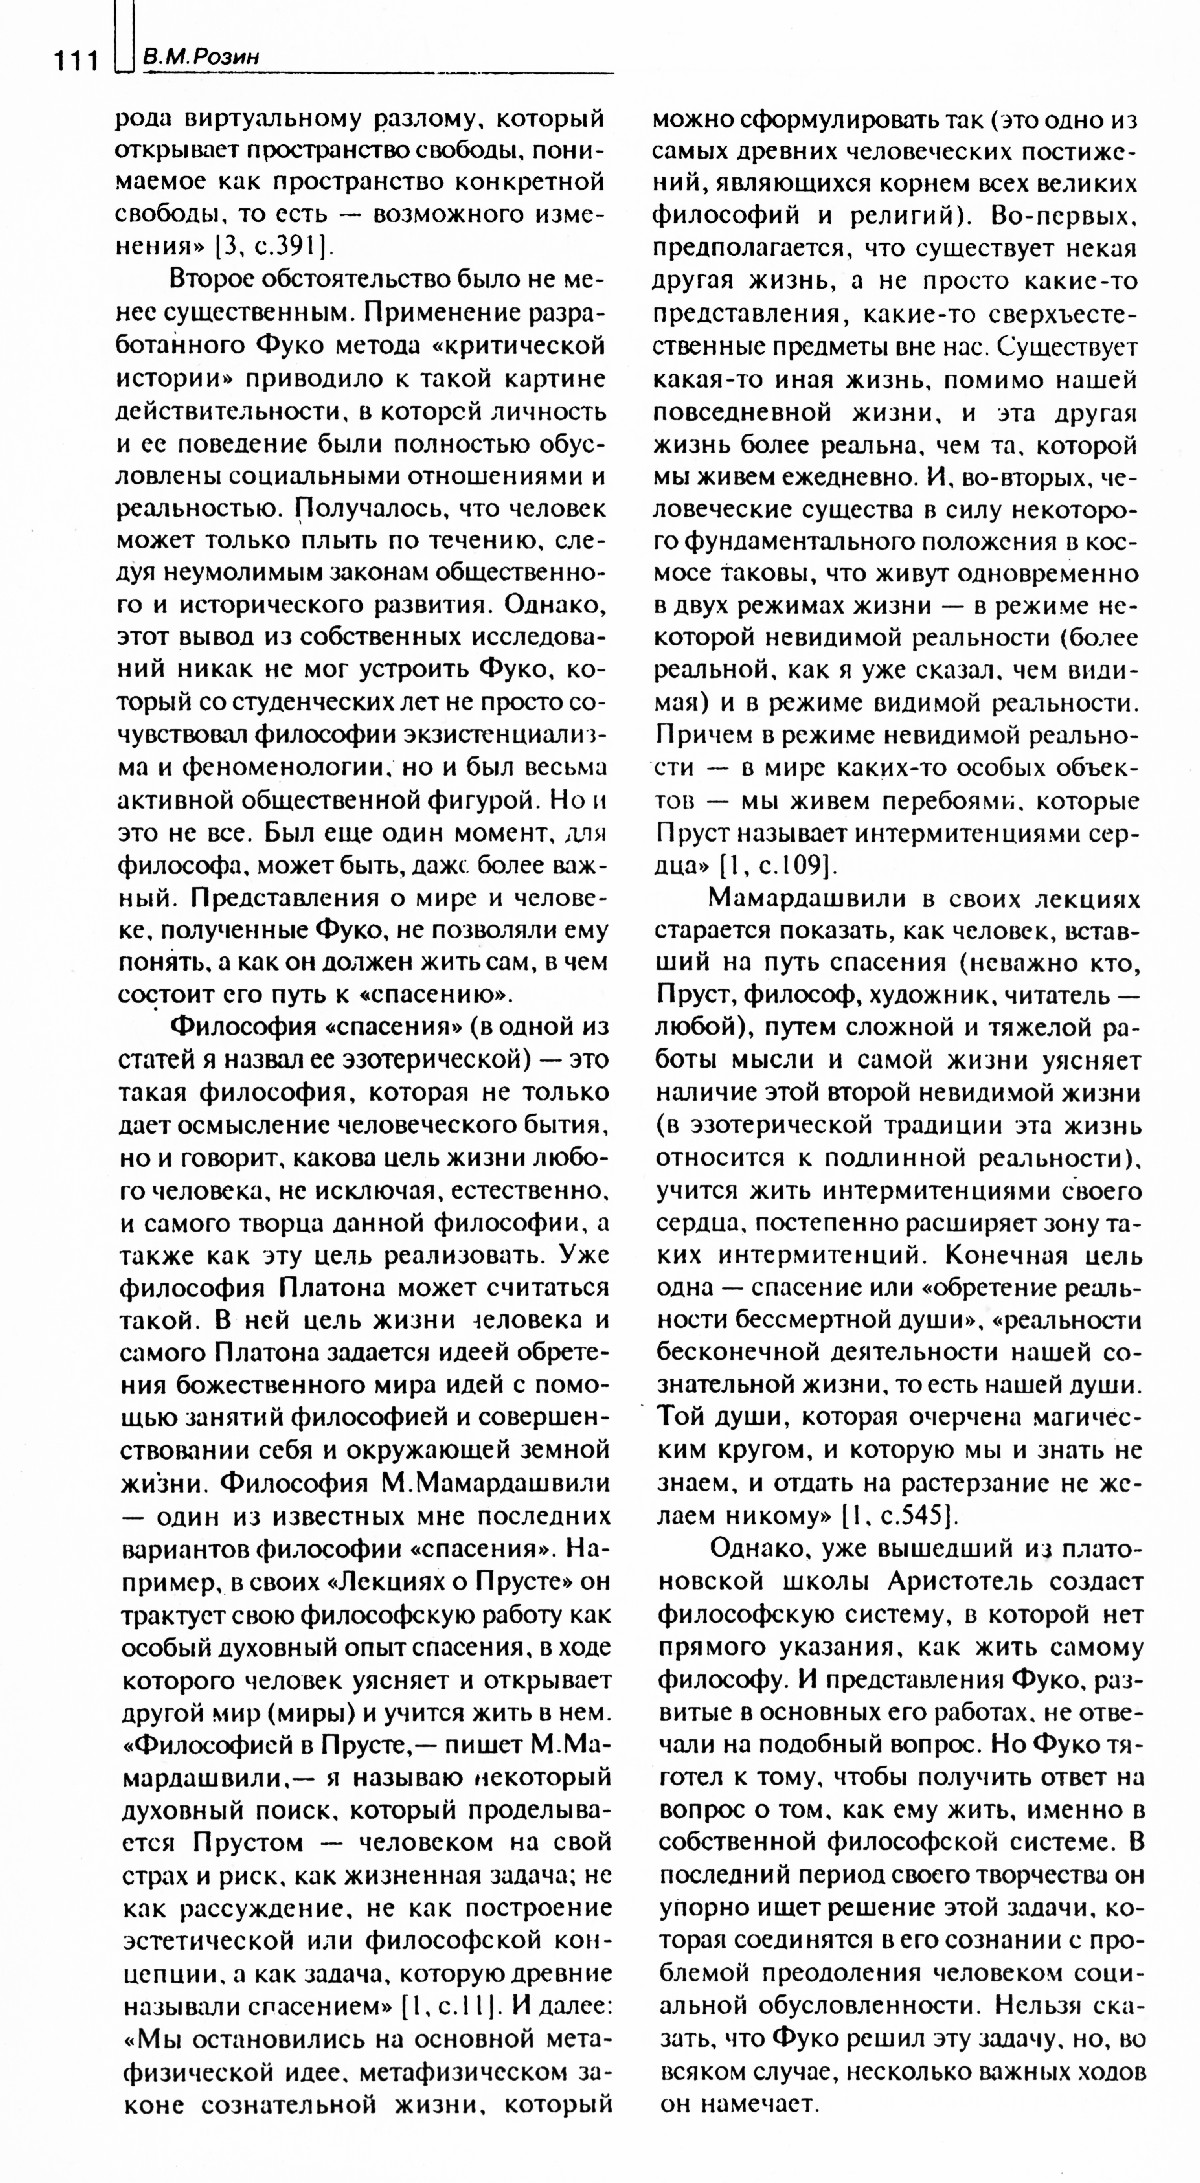 111
В.М.Розин
рода виртуальному разлому, который
открывает пространство свободы, пони-
маемое как пространство конкретной
свободы, то есть — возможного изме-
нения» [3, с.391].
Второе обстоятельство было не ме-
нее существенным. Применение разра-
ботанного Фуко метода «критической
истории» приводило к такой картине
действительности, в которой личность
и ее поведение были полностью обус-
ловлены социальными отношениями и
реальностью. Получалось, что человек
может только плыть по течению, сле-
дуя неумолимым законам общественно-
го и исторического развития. Однако,
этот вывод из собственных исследова-
ний никак не мог устроить Фуко, ко-
торый со студенческих лет не просто со-
чувствовал философии экзистенциализ-
ма и феноменологии, но и был весьма
активной общественной фигурой. Но и
это не все. Был еще один момент, для
философа, может быть, даже более важ-
ный. Представления о мире и челове-
ке, полученные Фуко, не позволяли ему
понять, а как он должен жить сам, в чем
состоит его путь к «спасению».
Философия «спасения» (в одной из
статей я назвал ее эзотерической) — это
такая философия, которая не только
дает осмысление человеческого бытия,
но и говорит, какова цель жизни любо-
го человека, не исключая, естественно,
и самого творца данной философии, а
также как эту цель реализовать. Уже
философия Платона может считаться
такой. В ней цель жизни человека и
самого Платона задается идеей обрете-
ния божественного мира идей с помо-
щью занятий философией и совершен-
ствовании себя и окружающей земной
жизни. Философия М.Мамардашвили
— один из известных мне последних
вариантов философии «спасения». На-
пример, в своих «Лекциях о Прусте» он
трактует свою философскую работу как
особый духовный опыт спасения, в ходе
которого человек уясняет и открывает
другой мир (миры) и учится жить в нем.
«Философией в Прусте,— пишет М.Ма-
мардашвили,— я называю некоторый
духовный поиск, который проделыва-
ется Прустом — человеком на свой
страх и риск, как жизненная задача; не
как рассуждение, не как построение
эстетической или философской кон-
цепции, а как задача, которую древние
называли спасением» [1, с.11]. И далее:
«Мы остановились на основной мета-
физической идее, метафизическом за-
коне сознательной жизни, который
можно сформулировать так (это одно из
самых древних человеческих постиже-
ний, являющихся корнем всех великих
философий и религий). Во-первых,
предполагается, что существует некая
другая жизнь, а не просто какие-то
представления, какие-то сверхъесте-
ственные предметы вне нас. Существует
какая-то иная жизнь, помимо нашей
повседневной жизни, и эта другая
жизнь более реальна, чем та, которой
мы живем ежедневно. И, во-вторых, че-
ловеческие существа в силу некоторо-
го фундаментального положения в кос-
мосе таковы, что живут одновременно
в двух режимах жизни — в режиме не-
которой невидимой реальности (более
реальной, как я уже сказал, чем види-
мая) и в режиме видимой реальности.
Причем в режиме невидимой реально-
сти — в мире каких-то особых объек-
тов — мы живем перебоями, которые
Пруст называет интермитенциями сер-
дца» [1, с.109].
Мамардашвили в своих лекциях
старается показать, как человек, встав-
ший на путь спасения (неважно кто,
Пруст, философ, художник, читатель —
любой), путем сложной и тяжелой ра-
боты мысли и самой жизни уясняет
наличие этой второй невидимой жизни
(в эзотерической традиции эта жизнь
относится к подлинной реальности),
учится жить интермитенциями своего
сердца, постепенно расширяет зону та-
ких интермитенций. Конечная цель
одна — спасение или «обретение реаль-
ности бессмертной души», «реальности
бесконечной деятельности нашей со-
знательной жизни, то есть нашей души.
Той души, которая очерчена магичес-
ким кругом, и которую мы и знать не
знаем, и отдать на растерзание не же-
лаем никому» [1, с.545].
Однако, уже вышедший из плато-
новской школы Аристотель создает
философскую систему, в которой нет
прямого указания, как жить самому
философу. И представления Фуко, раз-
витые в основных его работах, не отве-
чали на подобный вопрос. Но Фуко тя-
готел к тому, чтобы получить ответ на
вопрос о том, как ему жить, именно в
собственной философской системе. В
последний период своего творчества он
упорно ищет решение этой задачи, ко-
торая соединятся в его сознании с про-
блемой преодоления человеком соци-
альной обусловленности. Нельзя ска-
зать, что Фуко решил эту задачу, но, во
всяком случае, несколько важных ходов
он намечает.